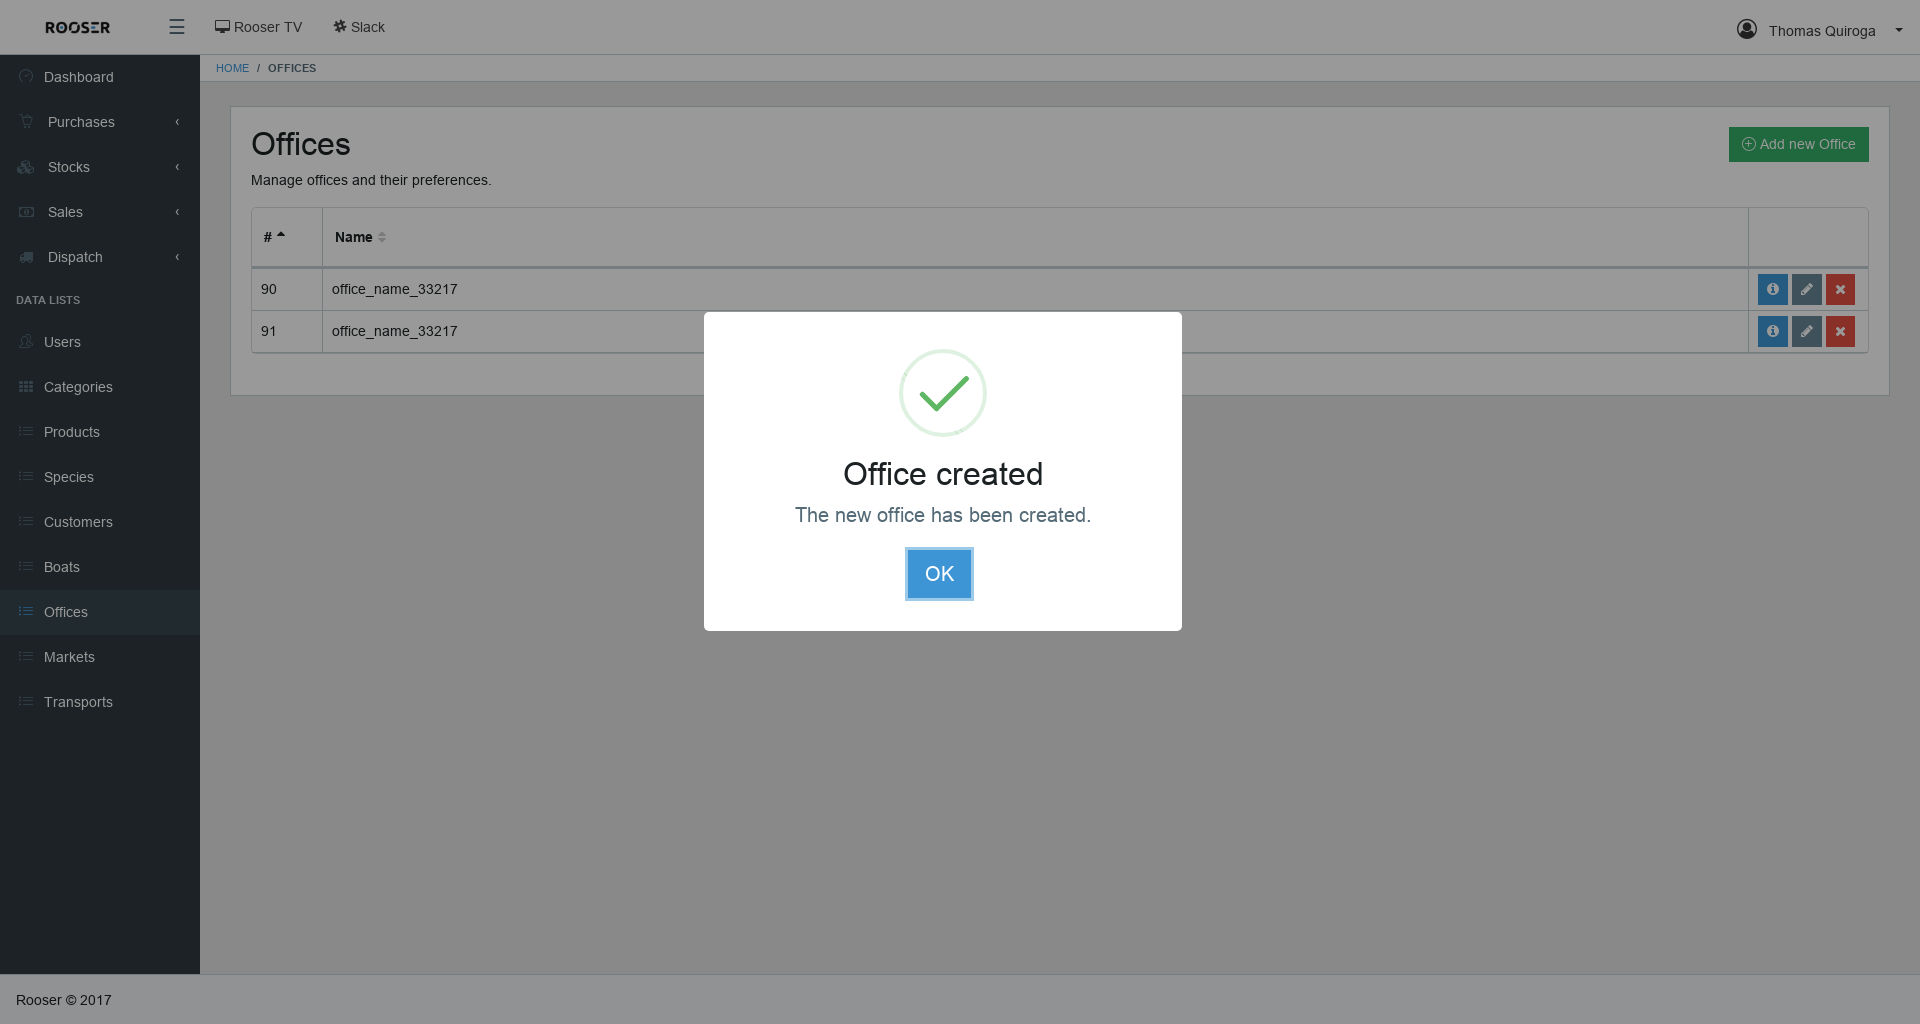 ROOSER
Rooser TV
Slack
Thomas Quiroga
Dashboard
Purchases
Stocks
Sales
Dispatch
DATA LISTS
Users
Categories
Products
Species
Customers
Boats
Offices
Markets
Transports
HOME / OFFICES
Offices
Add new Office
Manage offices and their preferences.
# Name
90 office_name_33217
91 office_name_33217
Office created
The new office has been created.
OK
Rooser © 2017